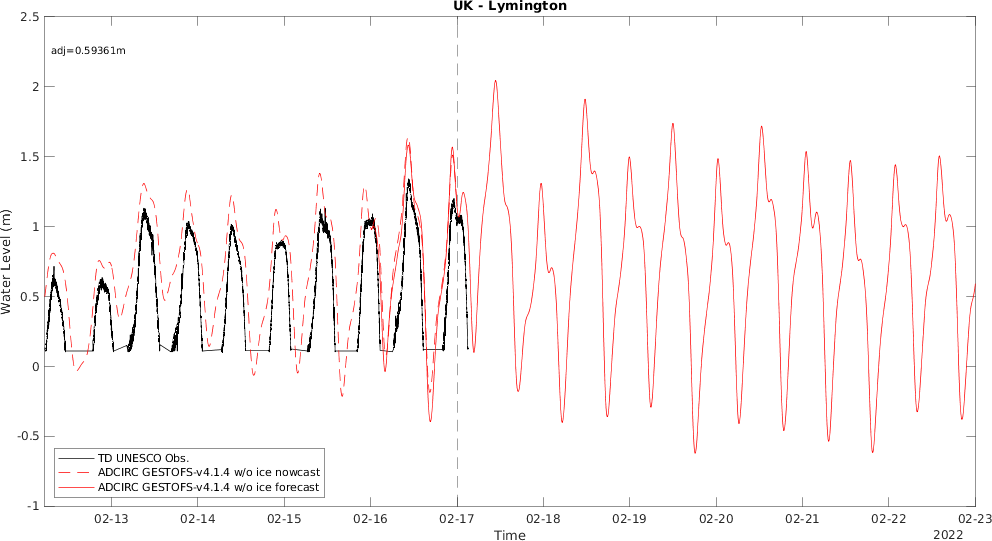 UK - Lymington
adj=0.59361m
Water Level (m)
2.5
2
1.5
1
0.5
0
-0.5
-1
TD UNESCO Obs.
ADCIRC GESTOFS-v4.1.4 w/o ice nowcast
ADCIRC GESTOFS-v4.1.4 w/o ice forecast
02-13 02-14 02-15 02-16 02-17 02-18 02-19 02-20 02-21 02-22 02-23
Time
2022